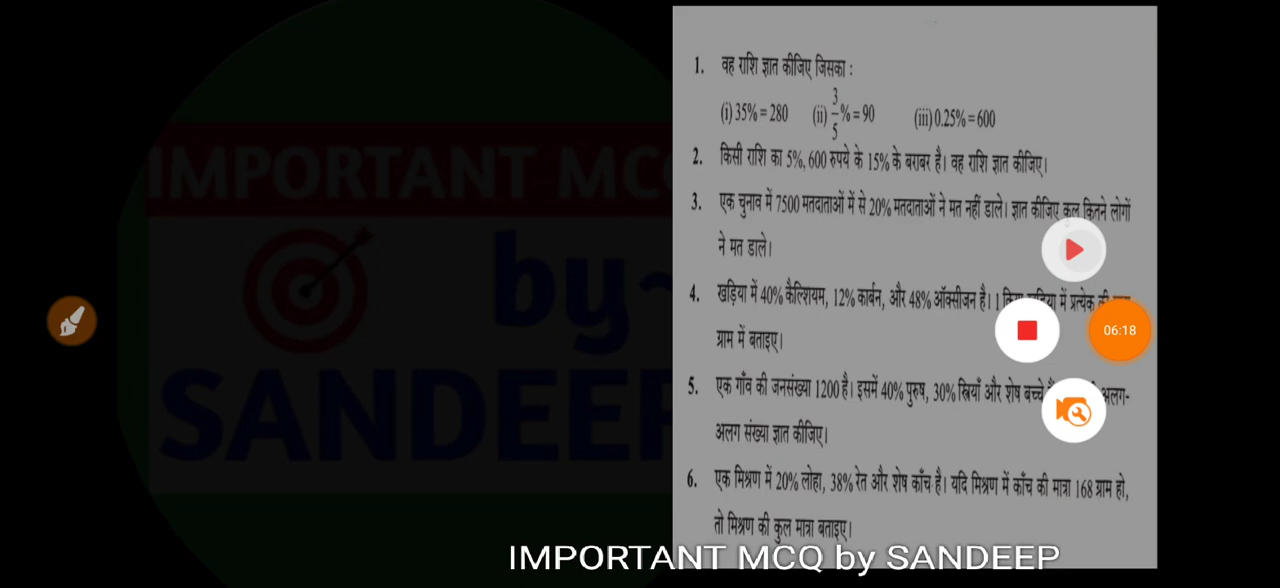 IMPORTANT MC
by~
SANDEEP
1. वह राशि ज्ञात कीजिए जिसका :
(i) 35% = 280 (ii) 3/5 % = 90 (iii) 0.25% = 600
2. किसी राशि का 5%, 600 रुपये के 15% के बराबर है। वह राशि ज्ञात कीजिए।
3. एक चुनाव में 7500 मतदाताओं में से 20% मतदाताओं ने मत नहीं डाले। ज्ञात कीजिए कुल कितने लोगों
ने मत डाले।
4. खड़िया में 40% कैल्शियम, 12% कार्बन, और 48% ऑक्सीजन है। 1 में प्रत्येक की
ग्राम में बताइए।
5. एक गाँव की जनसंख्या 1200 है। इसमें 40% पुरुष, 30% स्त्रियाँ और शेष बच्चे अलग-
अलग संख्या ज्ञात कीजिए।
6. एक मिश्रण में 20% लोहा, 38% रेत और शेष काँच है। यदि मिश्रण में काँच की मात्रा 168 ग्राम हो,
तो मिश्रण की कुल मात्रा बताइए।
06:18
IMPORTANT MCQ by SANDEEP